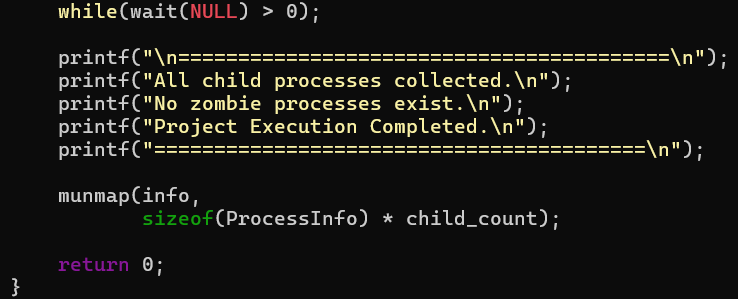 while(wait(NULL) > 0);
printf("\n=========================================\n");
printf("All child processes collected.\n");
printf("No zombie processes exist.\n");
printf("Project Execution Completed.\n");
printf("=========================================\n");
munmap(info,
sizeof(ProcessInfo) * child_count);
return 0;
}